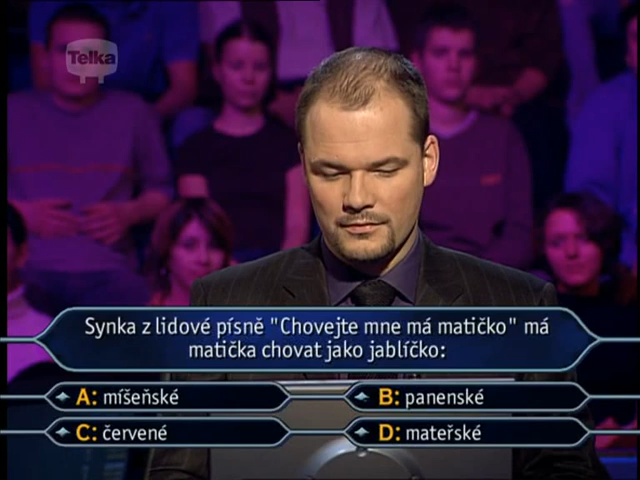 Telka
Synka z lidové písně "Chovejte mne má matičko" má
matička chovat jako jablíčko:
A: míšeňské
B: panenské
C: červené
D: mateřské